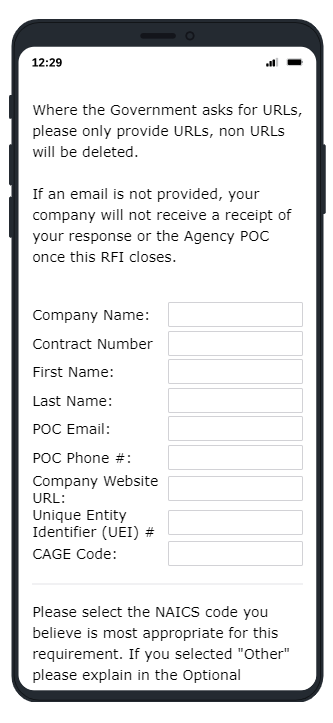 12:29
Where the Government asks for URLs,
please only provide URLs, non URLs
will be deleted.
If an email is not provided, your
company will not receive a receipt of
your response or the Agency POC
once this RFI closes.
Company Name:
Contract Number
First Name:
Last Name:
POC Email:
POC Phone #:
Company Website
URL:
Unique Entity
Identifier (UEI) #
CAGE Code:
Please select the NAICS code you
believe is most appropriate for this
requirement. If you selected "Other"
please explain in the Optional